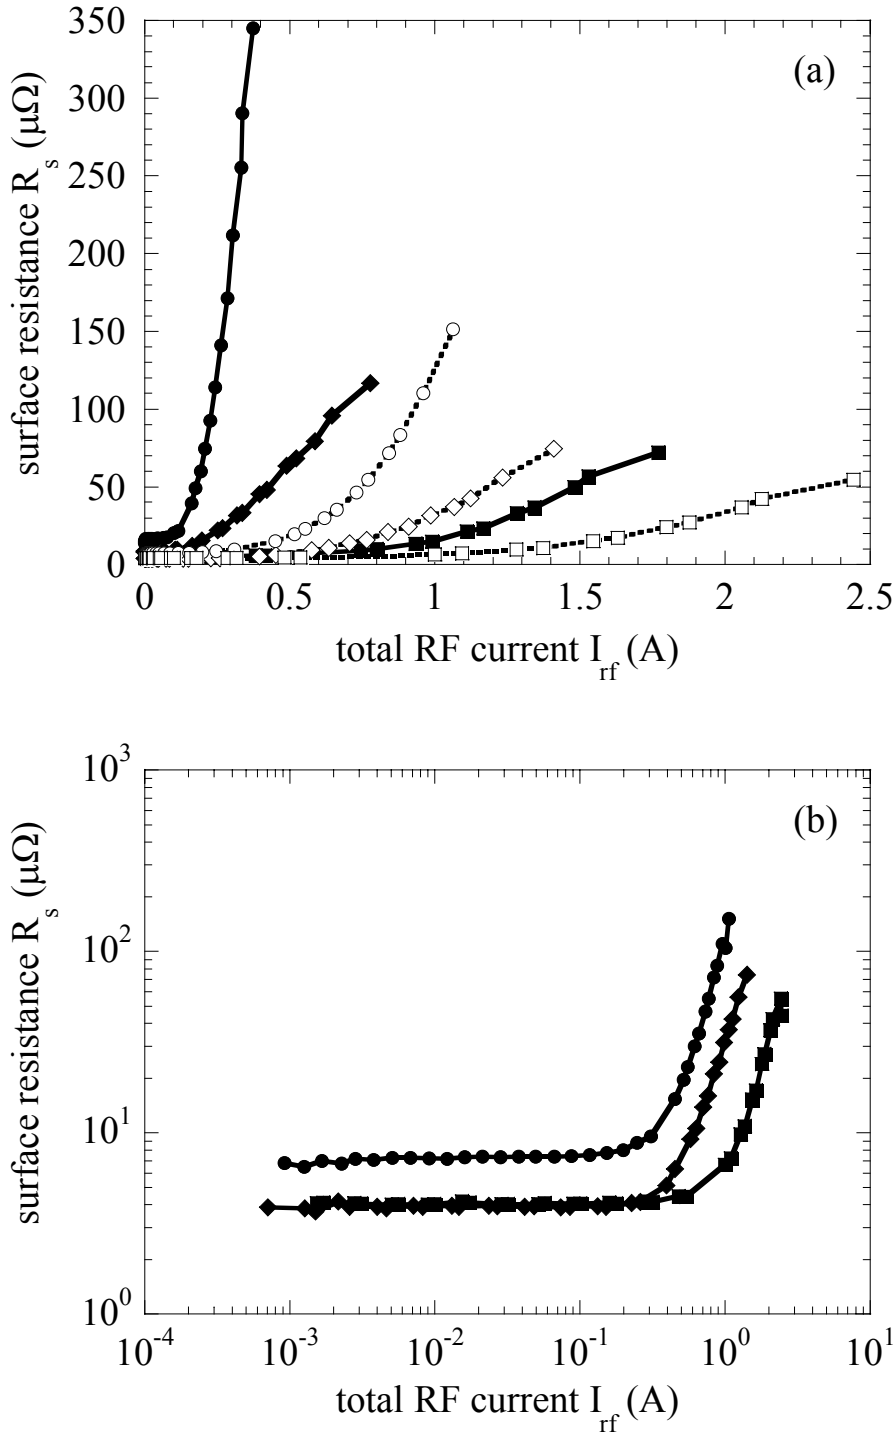 (a)
surface resistance R_s (μΩ)
350
300
250
200
150
100
50
0
0 0.5 1 1.5 2 2.5
total RF current I_rf (A)
(b)
surface resistance R_s (μΩ)
10^3
10^2
10^1
10^0
10^-4 10^-3 10^-2 10^-1 10^0 10^1
total RF current I_rf (A)